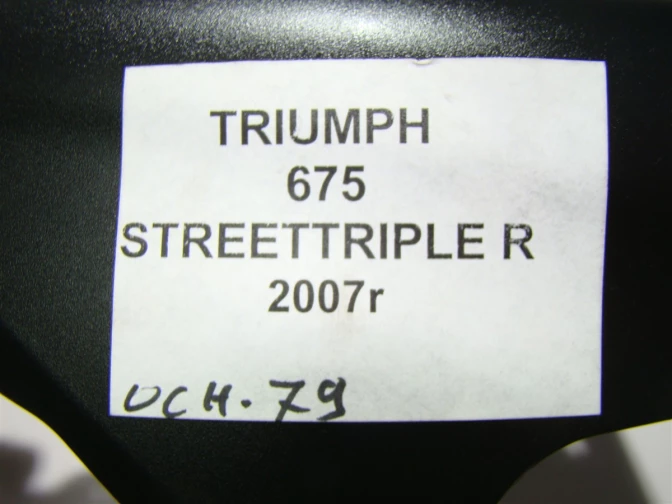 TRIUMPH
675
STREETTRIPLE R
2007r
OCH. 79